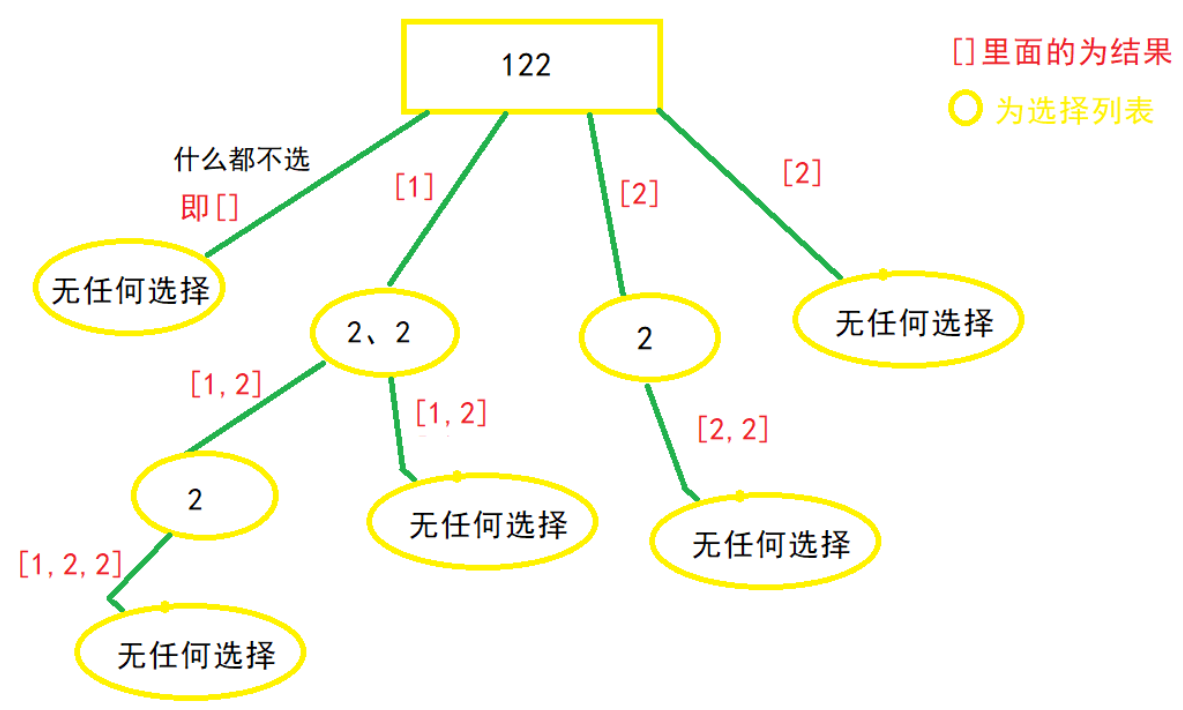 122
[]里面的为结果
为选择列表
什么都不选
即[]
[1]
[2]
[2]
无任何选择
2、2
2
无任何选择
[1,2]
[1,2]
[2,2]
2
无任何选择
无任何选择
[1,2,2]
无任何选择